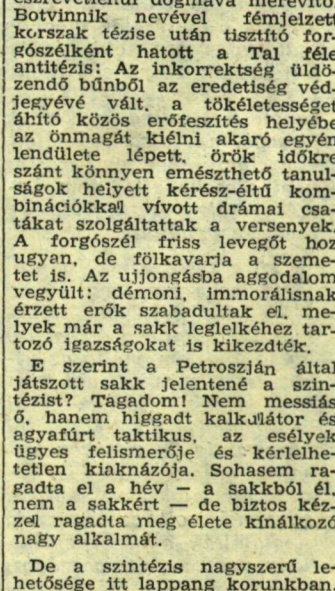 észrevétlenül dogmává merevítő,
Botvinnik nevével fémjelzett
korszak tézise után tisztító for-
gószélként hatott a Tal féle
antitézis: Az inkorrektség üldö-
zendő bűnből az eredetiség véd-
jegyévé vált, a tökéletességet
áhító közös erőfeszítés helyébe
az önmagát kiélni akaró egyén
lendülete lépett, örök időkre
szánt könnyen emészthető tanul-
ságok helyett kérész-éltű kom-
binációkkal vívott drámai csa-
tákat szolgáltattak a versenyek.
A forgószél friss levegőt hoz
ugyan, de fölkavarja a szeme-
tet is. Az ujjongásba aggodalom
vegyült: démoni, immorálisnak
érzett erők szabadultak el, me-
lyek már a sakk leglelkéhez tar-
tozó igazságokat is kikezdték.
E szerint a Petroszján által
játszott sakk jelentené a szin-
tézist? Tagadom! Nem messiás
ő, hanem higgadt kalkulátor és
agyafúrt taktikus, az esélyek
ügyes felismerője és kérlelhe-
tetlen kiaknázója. Sohasem ra-
gadta el a hév — a sakkból él,
nem a sakkért — de biztos kéz-
zel ragadta meg élete kínálkozó
nagy alkalmát.
De a szintézis nagyszerű le-
hetősége itt lappang korunkban.